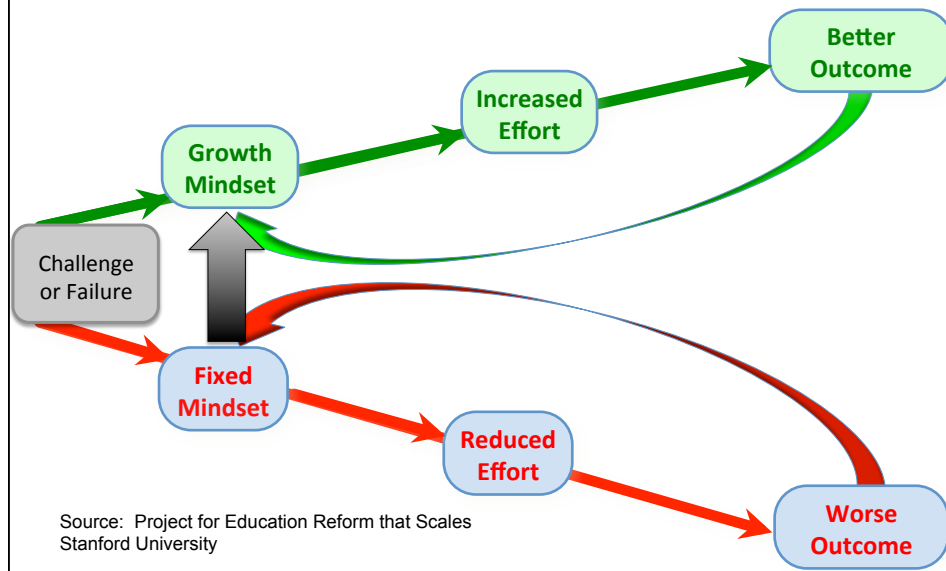 Better
Outcome
Increased
Effort
Growth
Mindset
Challenge
or Failure
Fixed
Mindset
Reduced
Effort
Worse
Outcome
Source:  Project for Education Reform that Scales
Stanford University